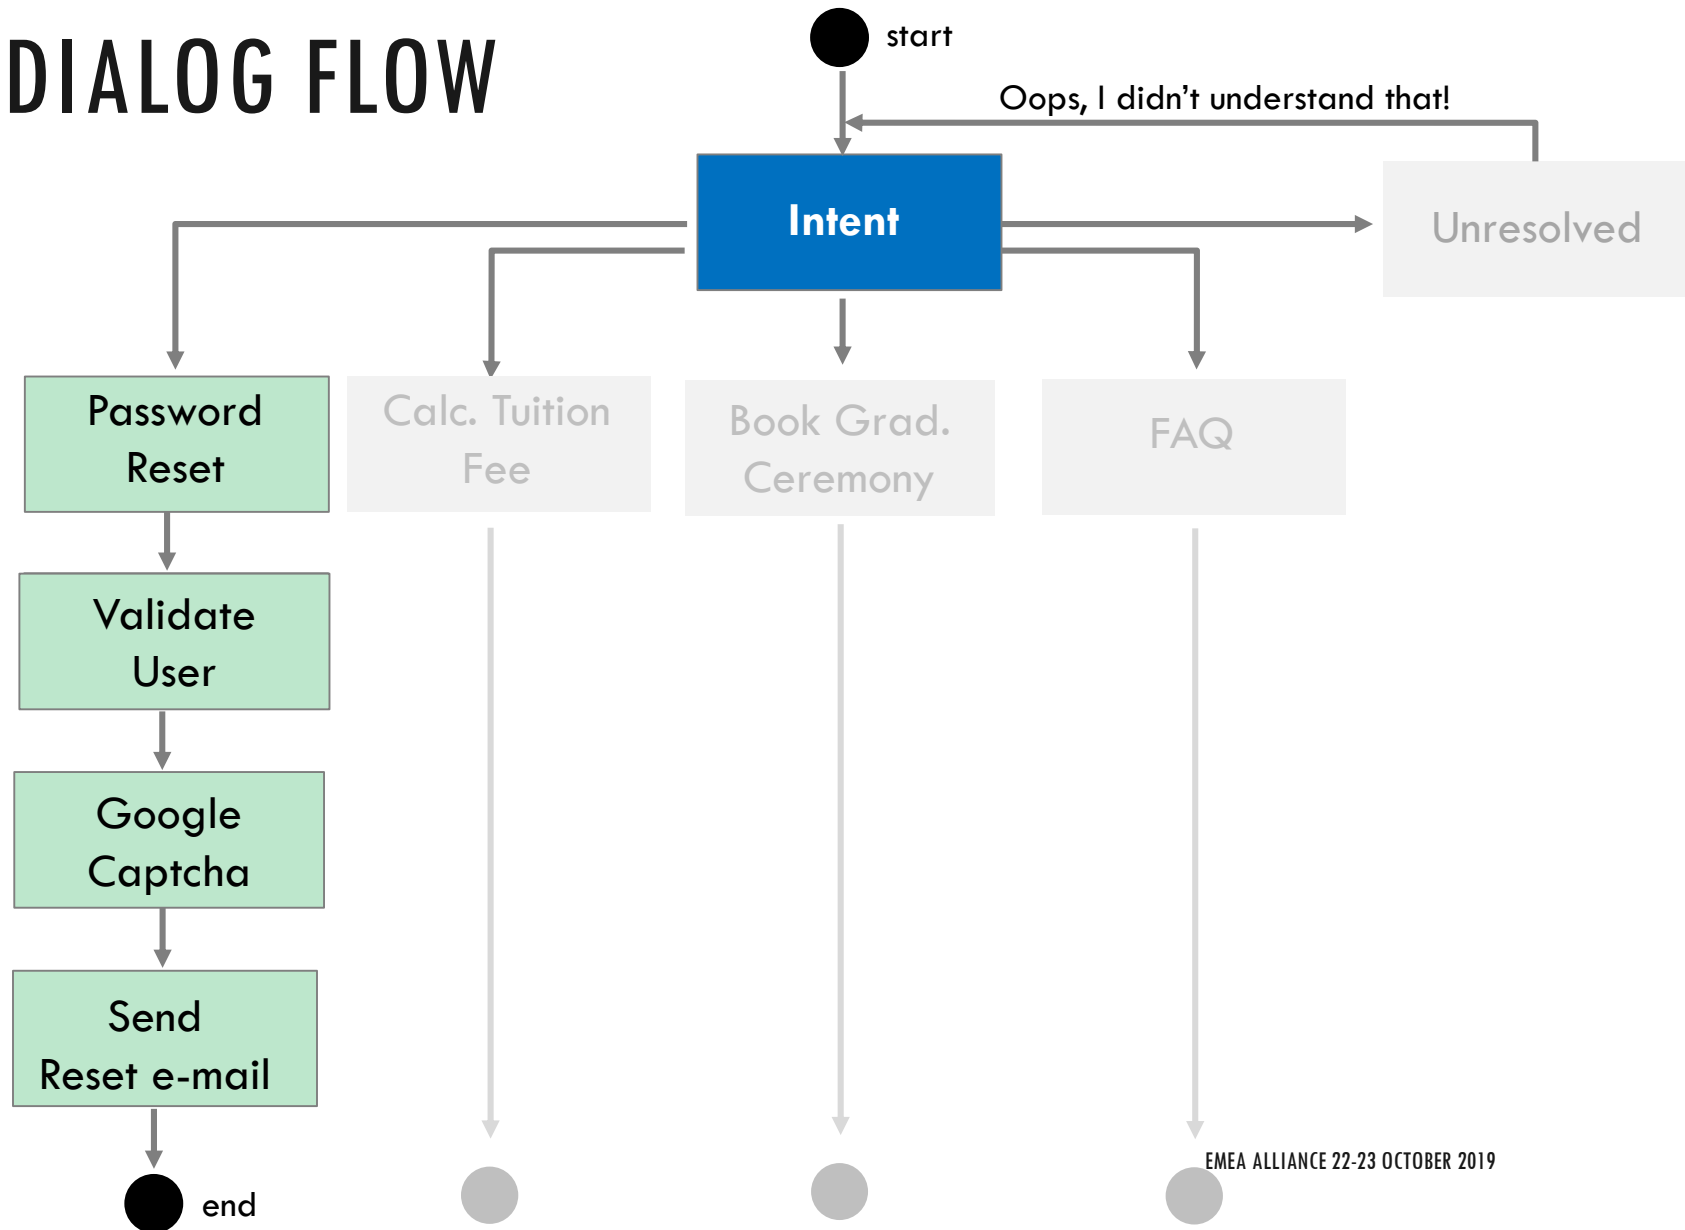 DIALOG FLOW
start
Oops, I didn't understand that!
Intent
Unresolved
Password
Reset
Calc. Tuition
Fee
Book Grad.
Ceremony
FAQ
Validate
User
Google
Captcha
Send
Reset e-mail
EMEA ALLIANCE 22-23 OCTOBER 2019
end